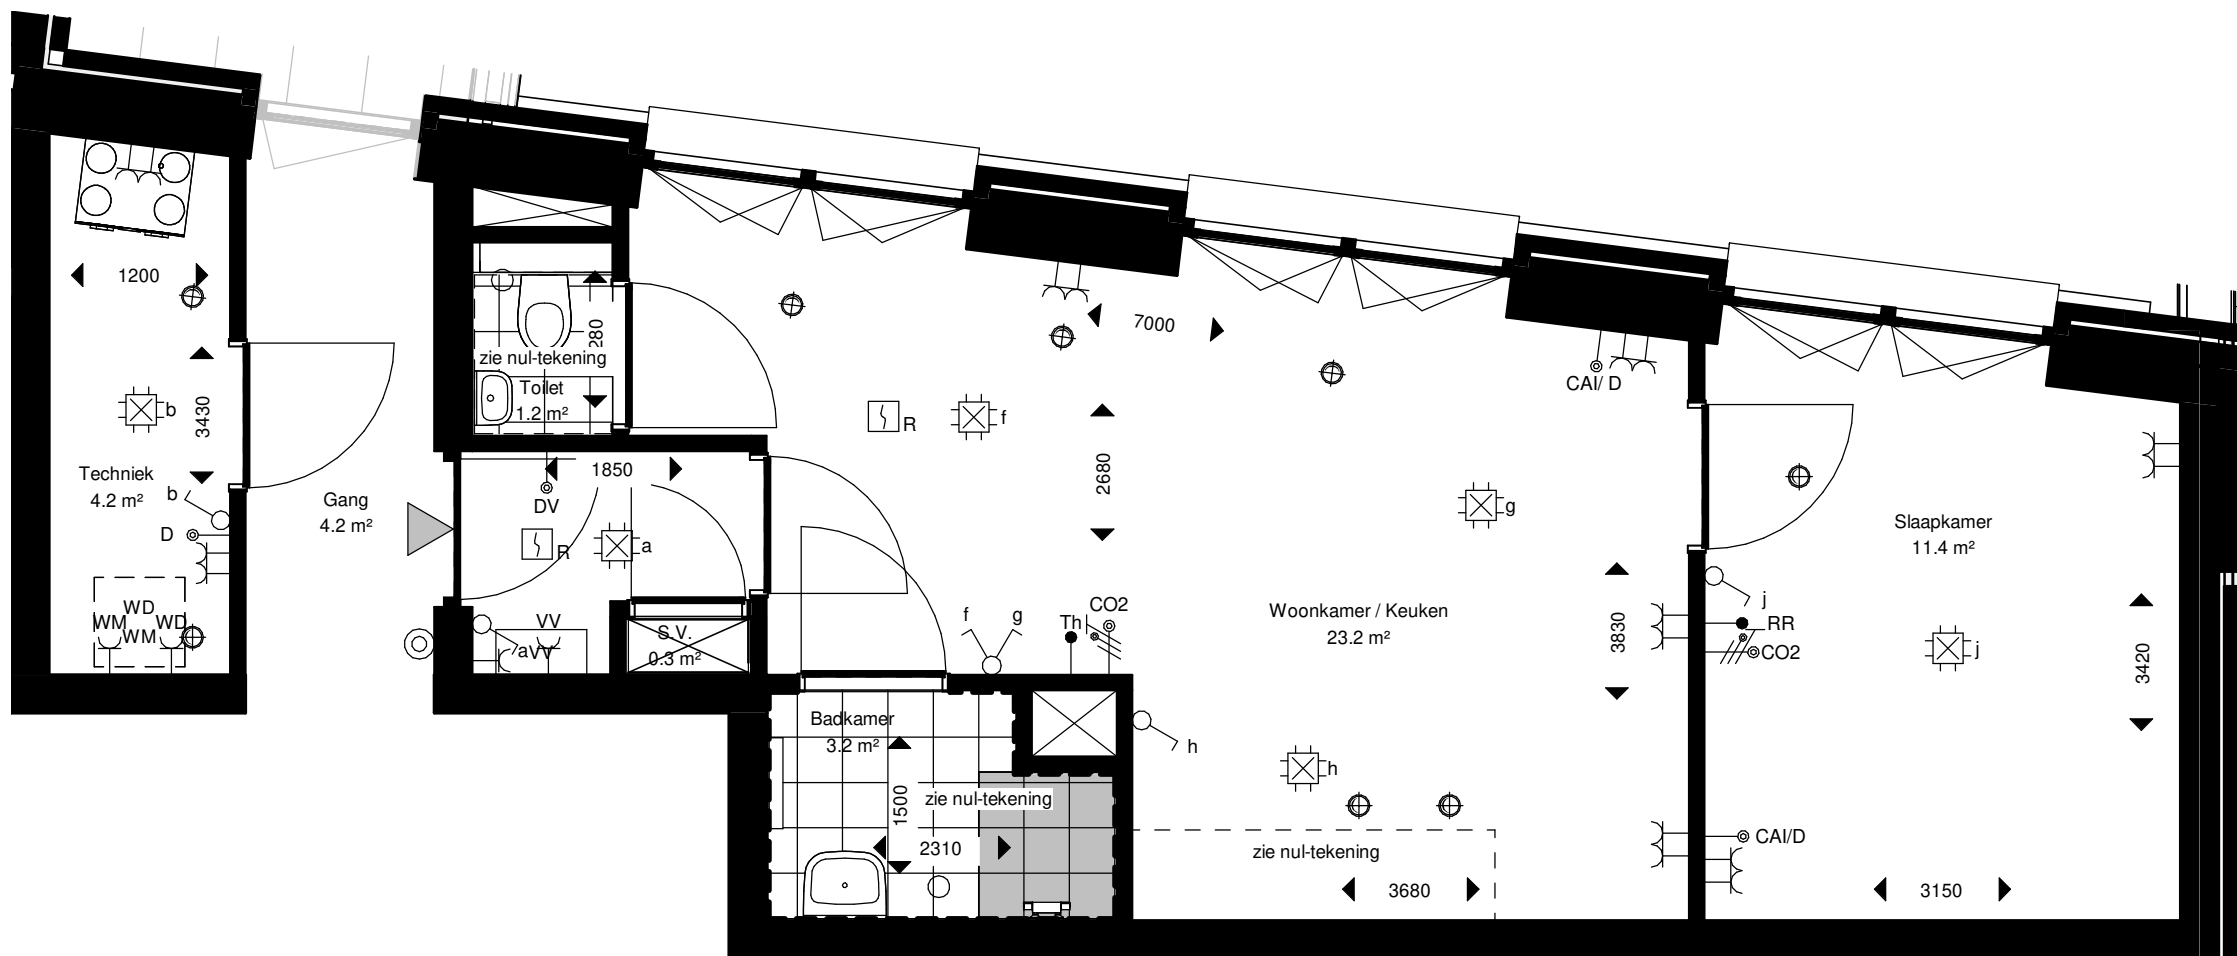 1200
b
3430
Techniek
4.2 m²
b
D
WD
WM
WD
WM
Gang
4.2 m²
280
zie nul-tekening
Toilet
1.2 m²
1850
DV
R
a
VV
a
VV
S.V.
0.3 m²
R
f
7000
2680
CAI/ D
g
f
g
Th
CO2
Woonkamer / Keuken
23.2 m²
3830
Badkamer
3.2 m²
1500
zie nul-tekening
2310
h
h
zie nul-tekening
3680
Slaapkamer
11.4 m²
j
RR
CO2
j
3420
CAI/D
3150